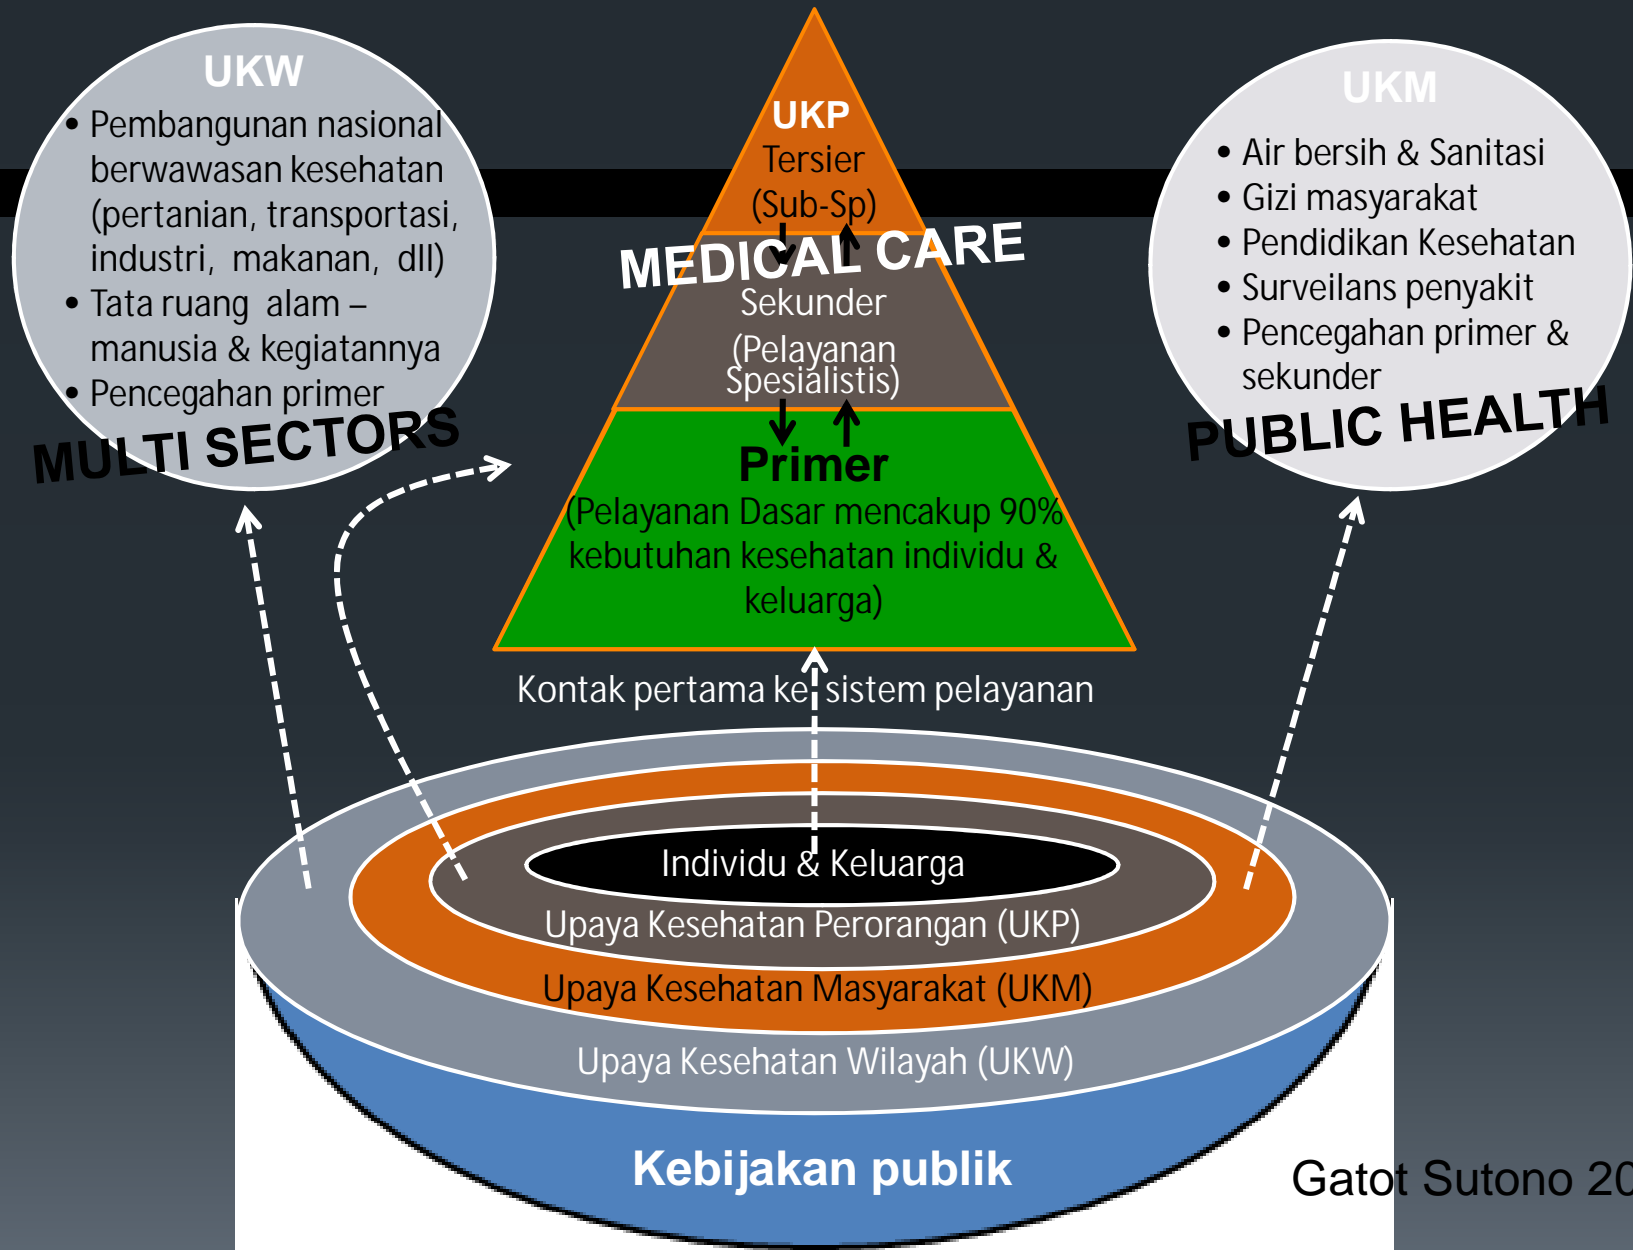 UKW
• Pembangunan nasional
berwawasan kesehatan
(pertanian, transportasi,
industri, makanan, dll)
• Tata ruang alam –
manusia & kegiatannya
• Pencegahan primer
MULTI SECTORS
UKP
Tersier
(Sub-Sp)
MEDICAL CARE
Sekunder
(Pelayanan
Spesialistis)
Primer
(Pelayanan Dasar mencakup 90%
kebutuhan kesehatan individu &
keluarga)
UKM
• Air bersih & Sanitasi
• Gizi masyarakat
• Pendidikan Kesehatan
• Surveilans penyakit
• Pencegahan primer &
sekunder
PUBLIC HEALTH
Kontak pertama ke sistem pelayanan
Individu & Keluarga
Upaya Kesehatan Perorangan (UKP)
Upaya Kesehatan Masyarakat (UKM)
Upaya Kesehatan Wilayah (UKW)
Kebijakan publik
Gatot Sutono